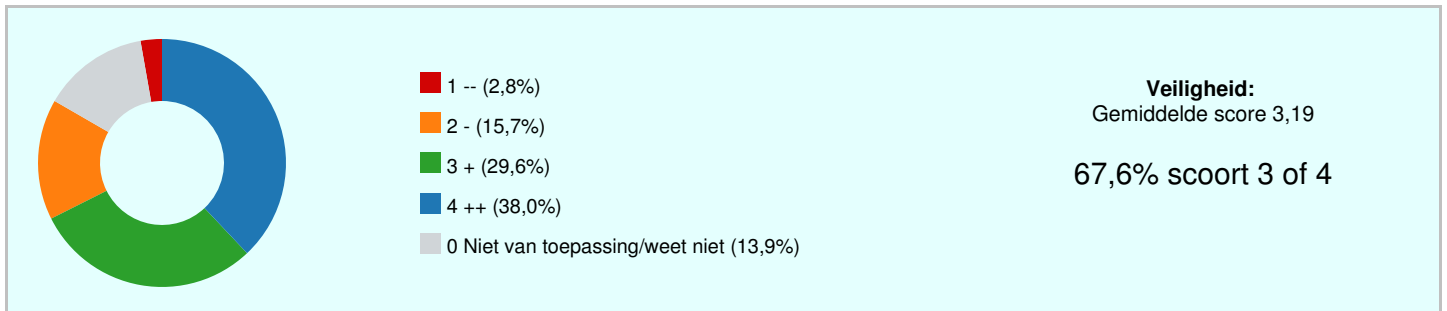 1 -- (2,8%)
2 - (15,7%)
3 + (29,6%)
4 ++ (38,0%)
0 Niet van toepassing/weet niet (13,9%)
Veiligheid:
Gemiddelde score 3,19
67,6% scoort 3 of 4